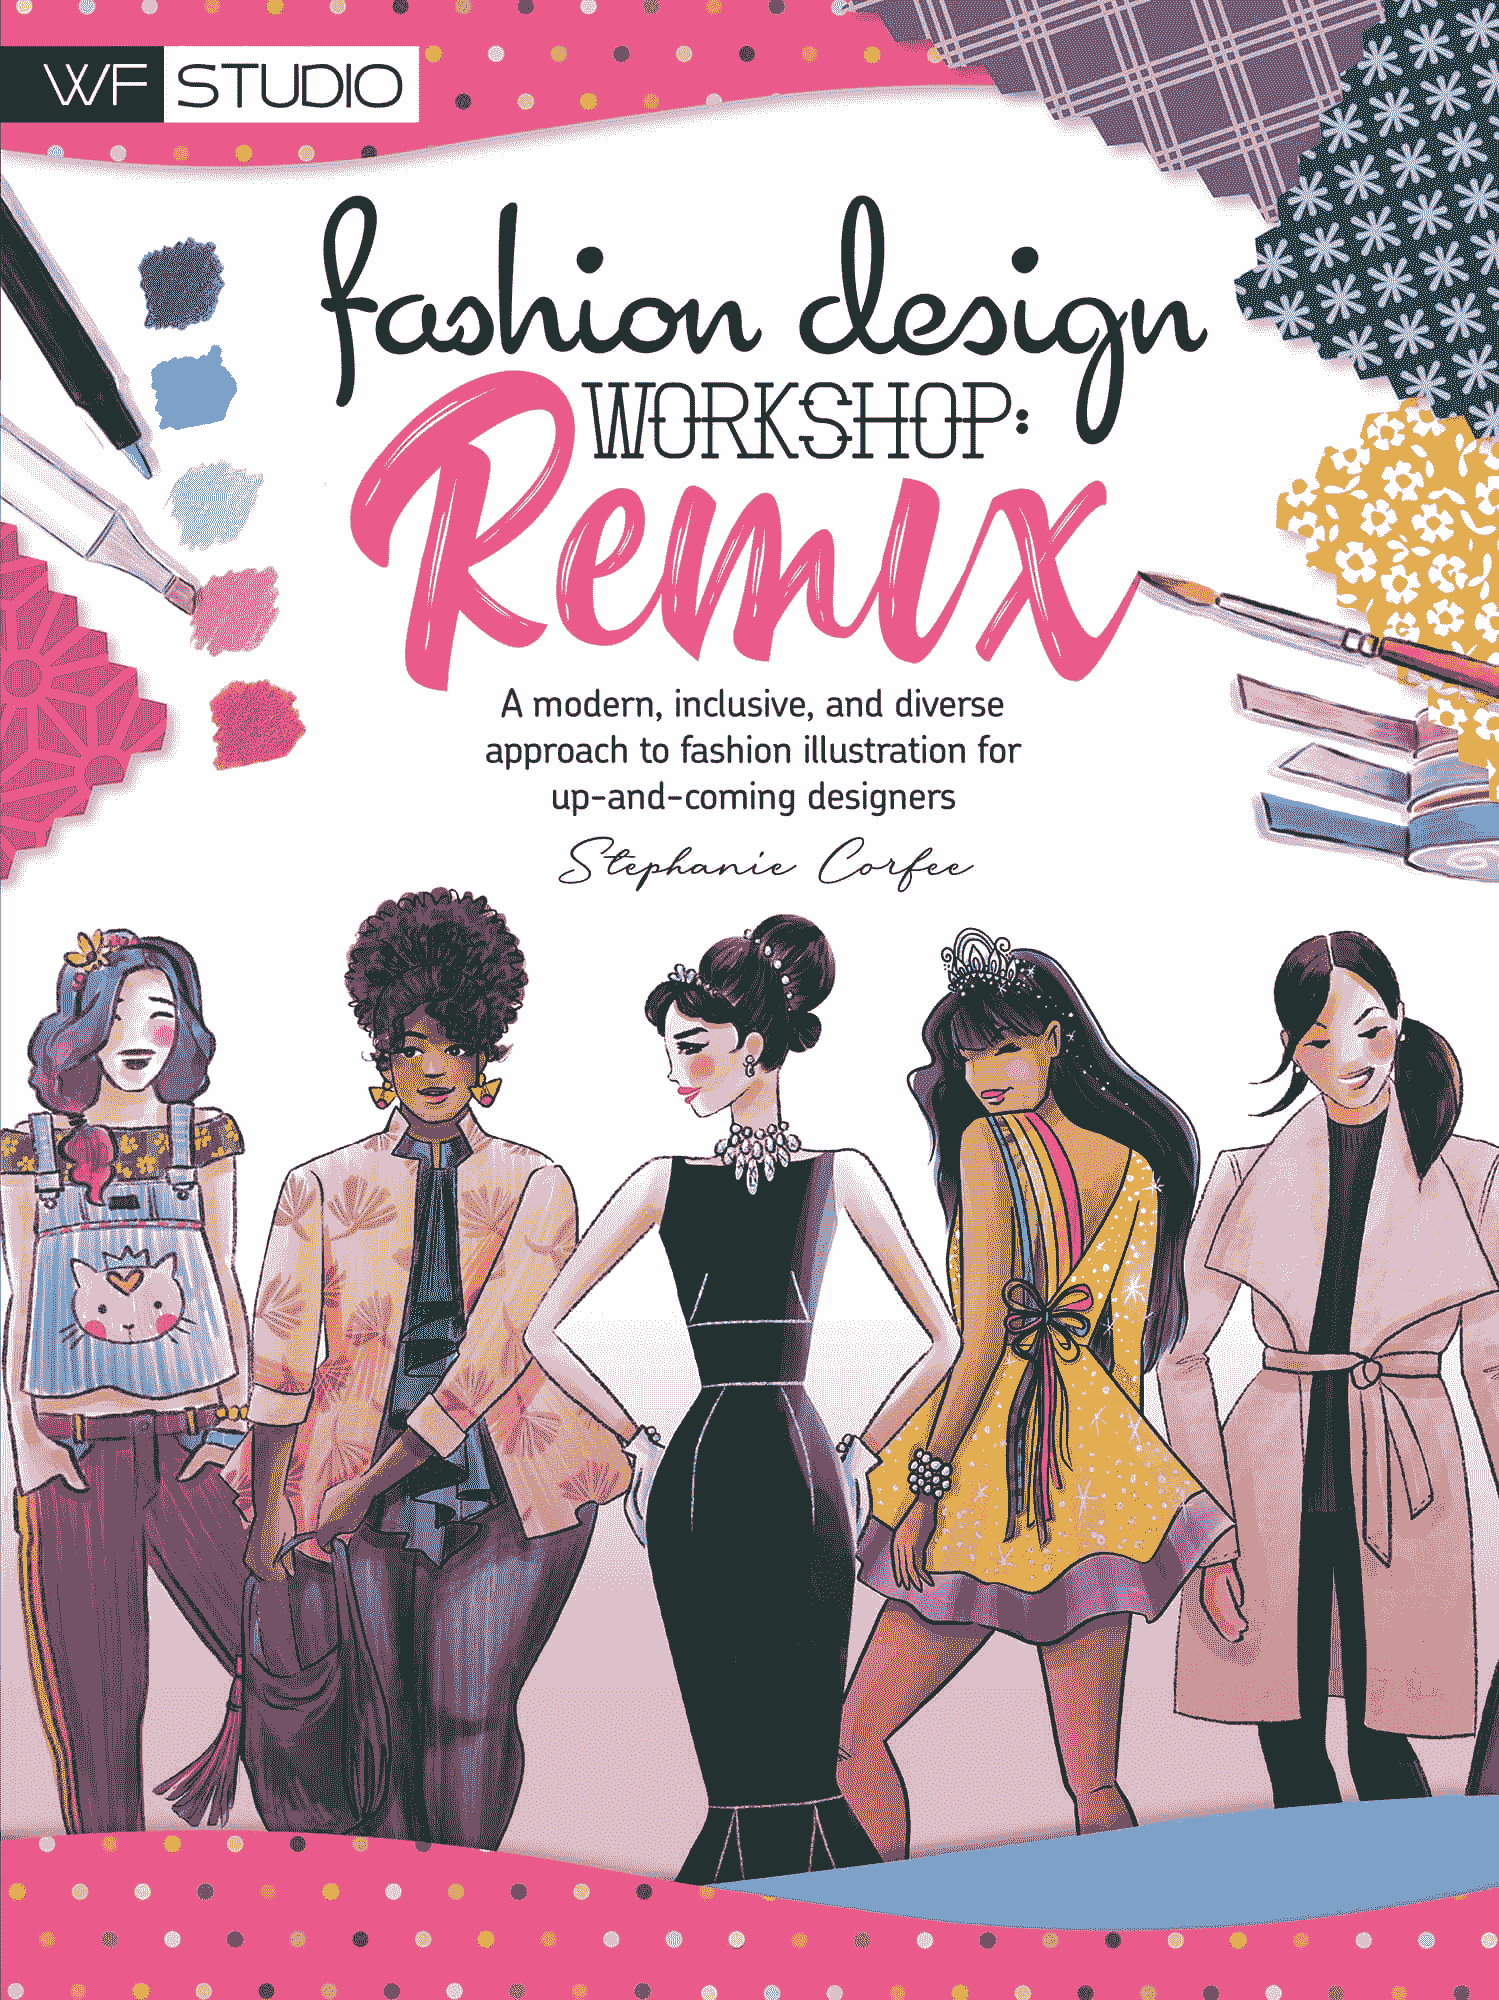 WF STUDIO
fashion design
WORKSHOP:
Remix
A modern, inclusive, and diverse
approach to fashion illustration for
up-and-coming designers
Stephanie Corfee